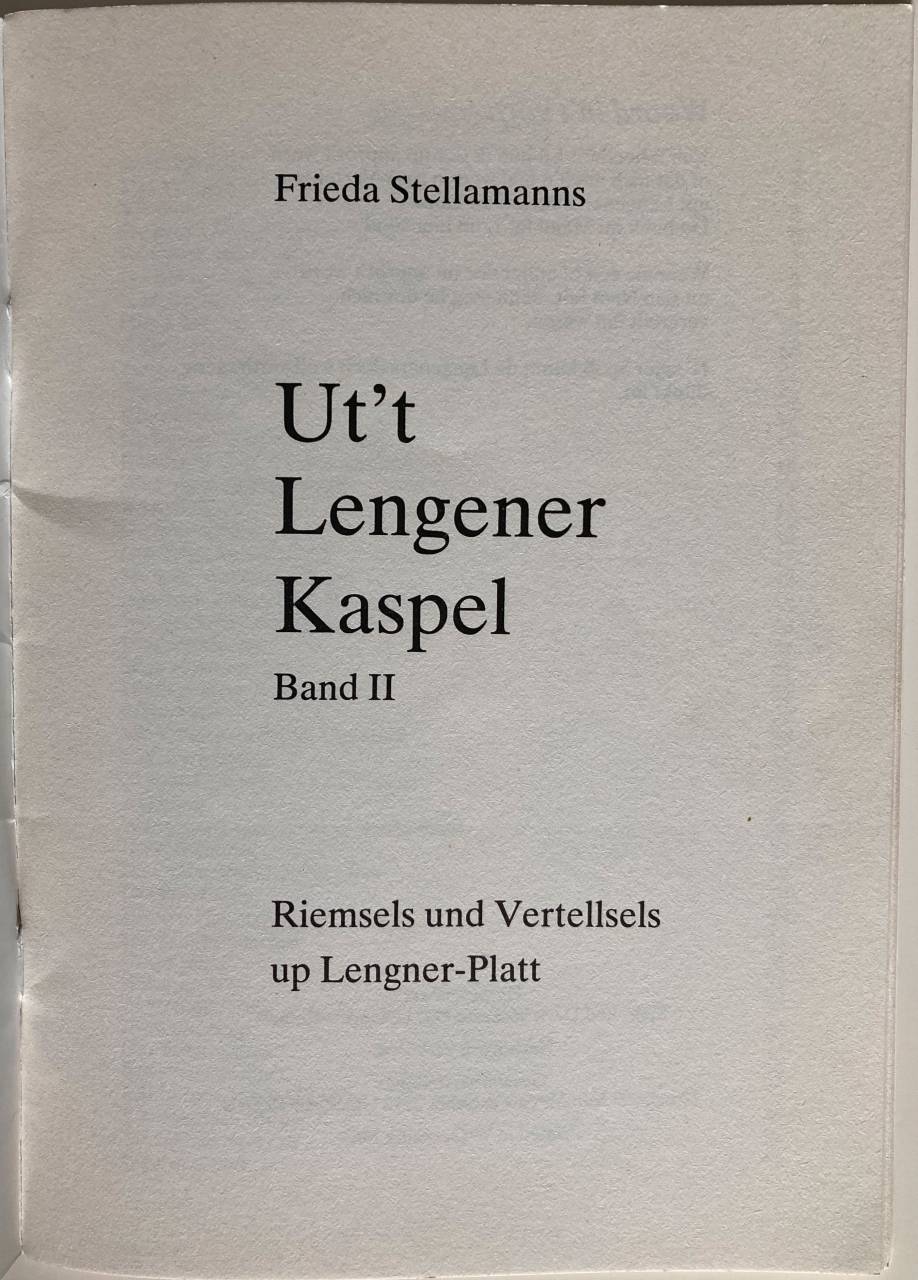 Frieda Stellamanns
Ut't
Lengener
Kaspel
Band II
Riemsels und Vertellsels
up Lengner-Platt